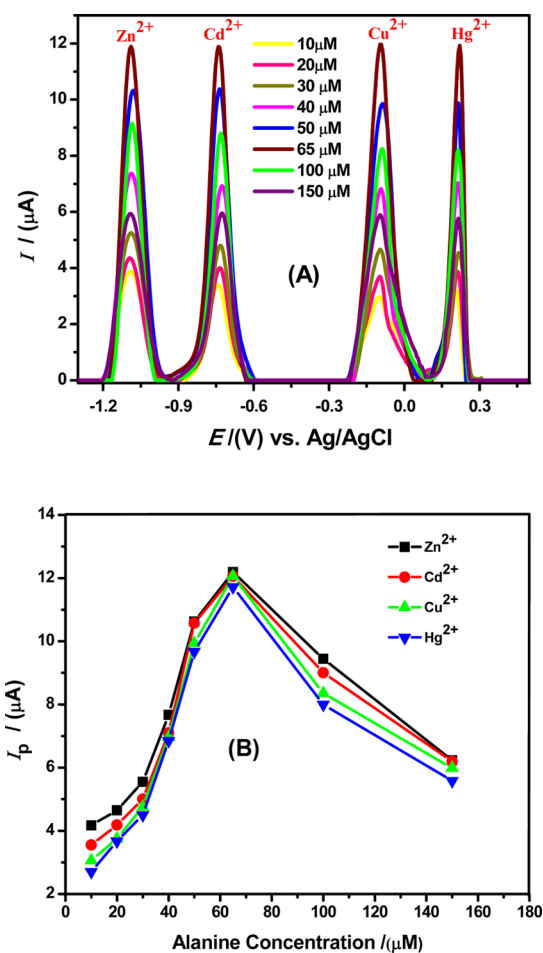 Zn2+ Cd2+ Cu2+ Hg2+
12
10
8
6
4
2
0
I / (μA)
10μM
20μM
30 μM
40 μM
50 μM
65 μM
100 μM
150 μM
(A)
-1.2 -0.9 -0.6 -0.3 0.0 0.3
E /(V) vs. Ag/AgCl
14
12
10
8
6
4
2
Ip / (μA)
Zn2+
Cd2+
Cu2+
Hg2+
(B)
0 20 40 60 80 100 120 140 160
Alanine Concentration /(μM)